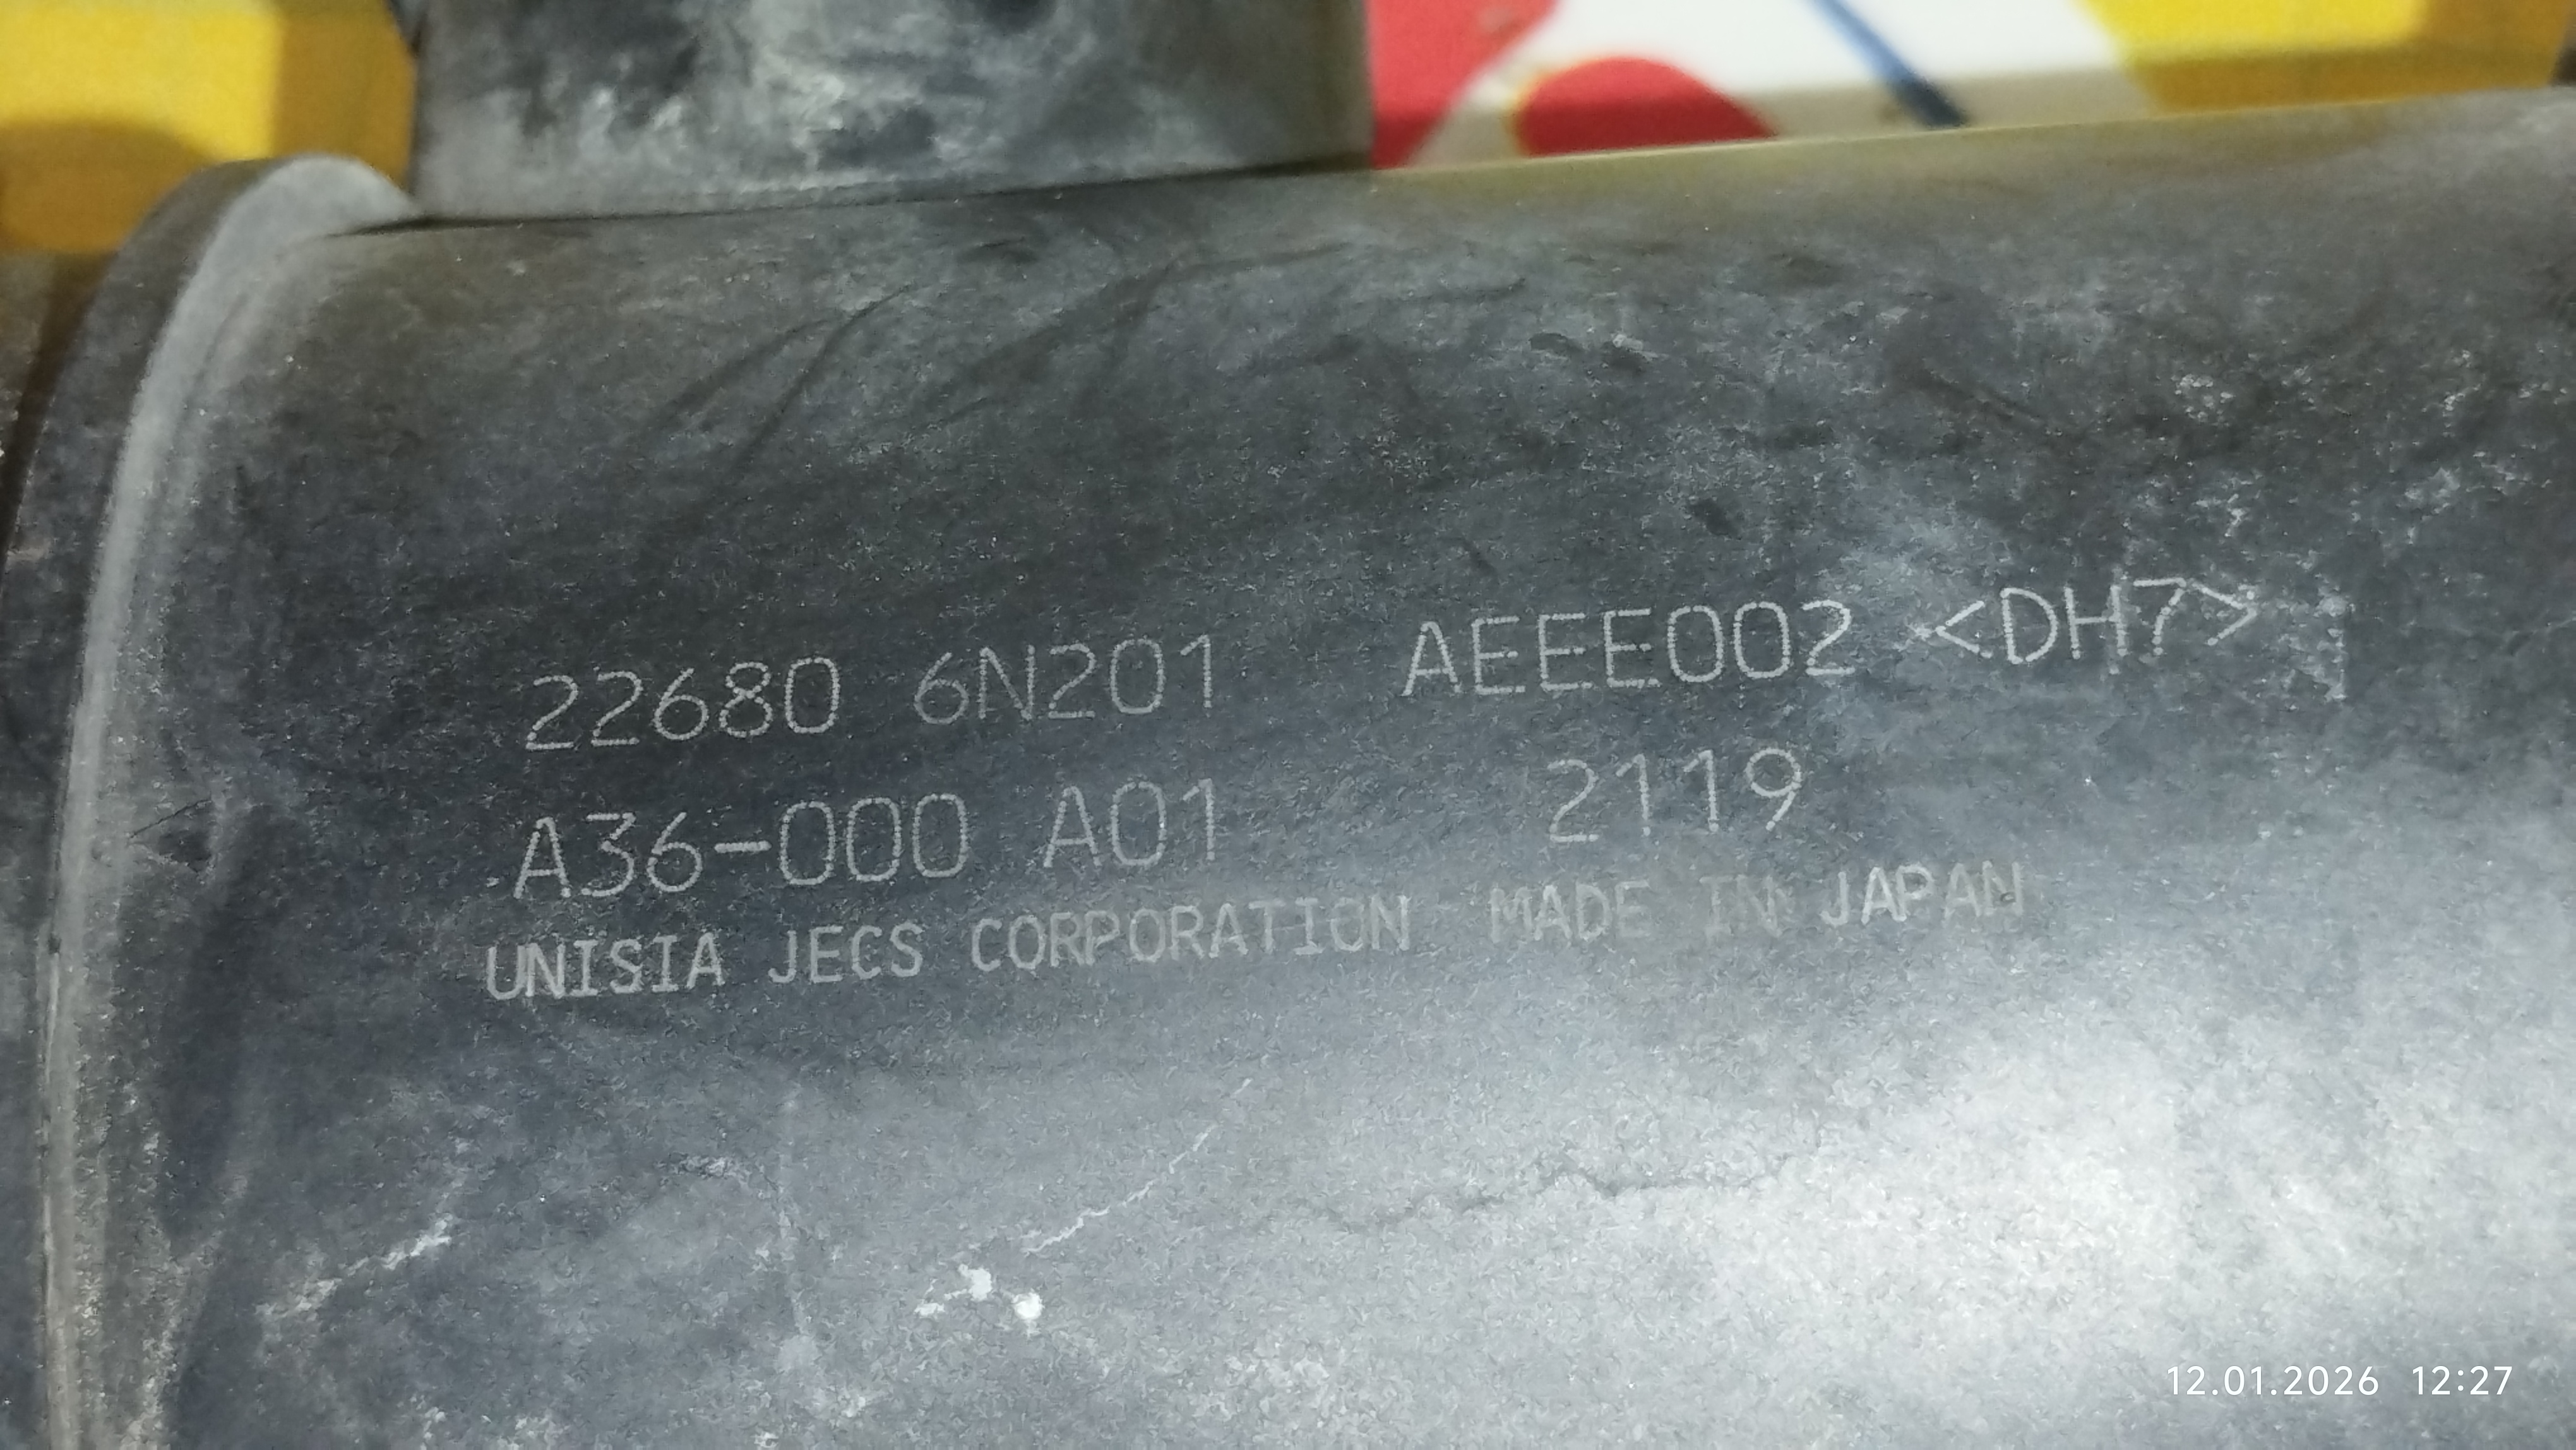 22680 6N201 AEEE002 <DH7>
A36-000 A01 2119
UNISIA JECS CORPORATION MADE IN JAPAN
12.01.2026 12:27